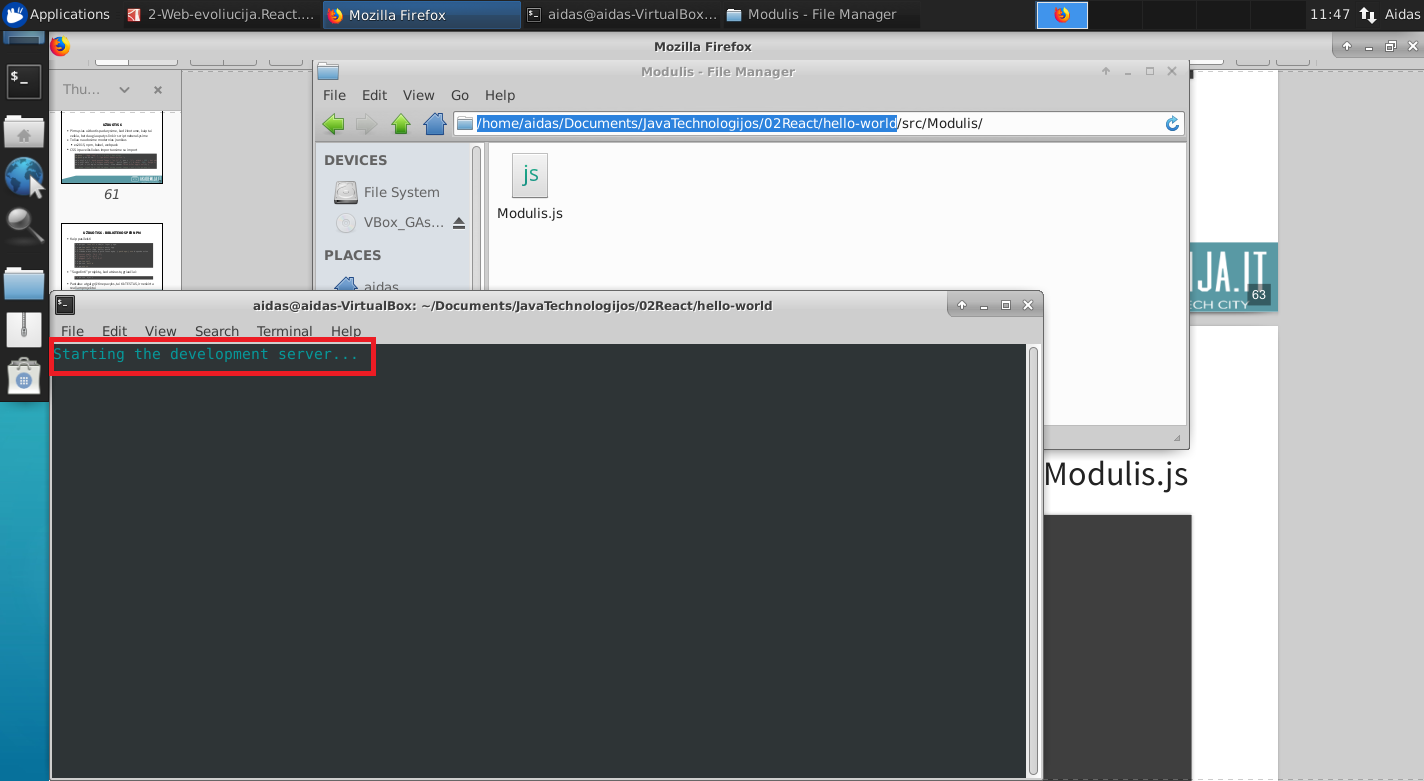 Applications
2-Web-evoliucija.React....
Mozilla Firefox
aidas@aidas-VirtualBox...
Modulis - File Manager
11:47
Aidas
Mozilla Firefox
Thu...
61
Modulis - File Manager
File Edit View Go Help
/home/aidas/Documents/JavaTechnologijos/02React/hello-world/src/Modulis/
DEVICES
File System
VBox_GAs...
PLACES
aidas
js
Modulis.js
IJA.IT
ECH CITY
63
aidas@aidas-VirtualBox: ~/Documents/JavaTechnologijos/02React/hello-world
File Edit View Search Terminal Help
Starting the development server...
Modulis.js